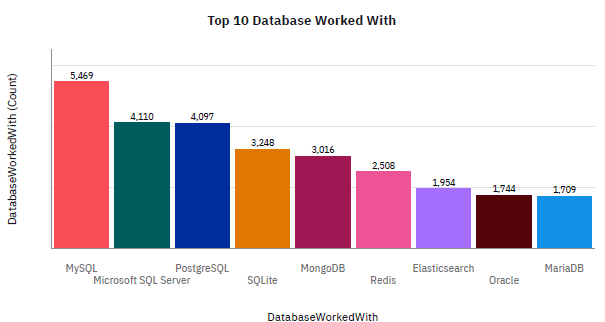 Top 10 Database Worked With
DatabaseWorkedWith (Count)
5,469
4,110
4,097
3,248
3,016
2,508
1,954
1,744
1,709
MySQL
Microsoft SQL Server
PostgreSQL
SQLite
MongoDB
Redis
Elasticsearch
Oracle
MariaDB
DatabaseWorkedWith